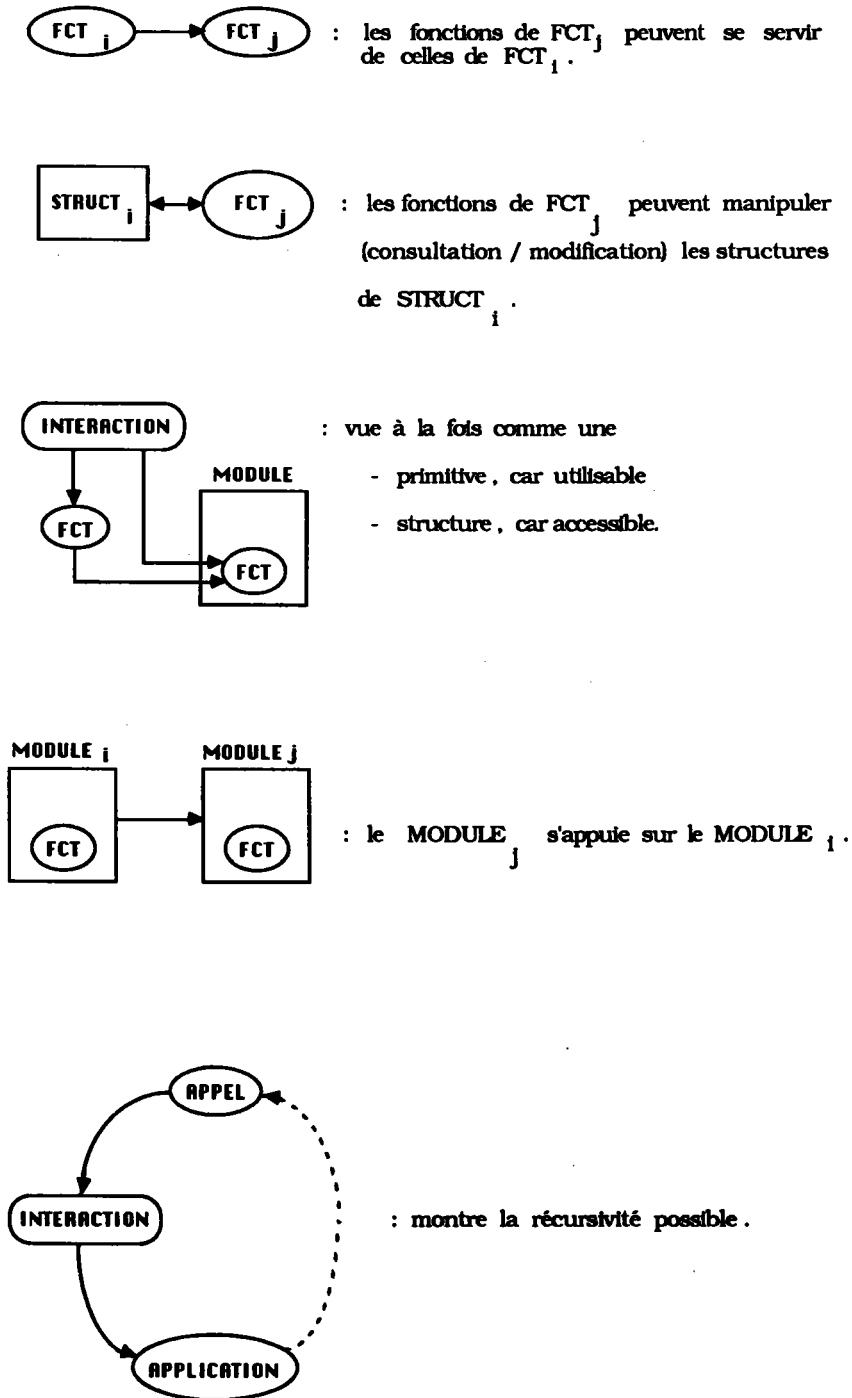 FCT i FCT j : les fonctions de FCT j peuvent se servir
de celles de FCT i .
STRUCT i FCT j : les fonctions de FCT j peuvent manipuler
(consultation / modification) les structures
de STRUCT i .
INTERACTION : vue à la fois comme une
MODULE - primitive , car utilisable
FCT - structure , car accessible.
FCT
MODULE i MODULE j
FCT FCT : le MODULE j s'appuie sur le MODULE i .
APPEL
INTERACTION : montre la récursivité possible .
APPLICATION